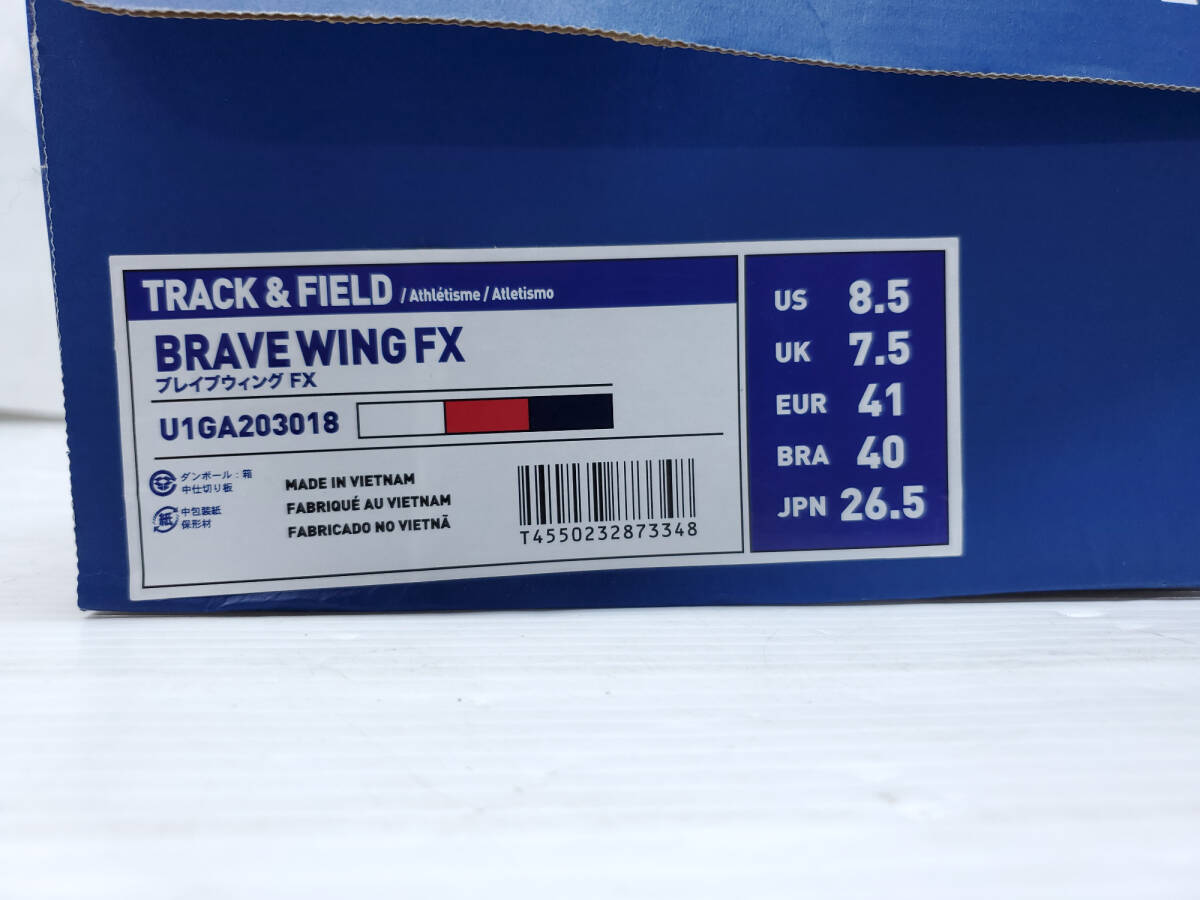 TRACK & FIELD / Athlétisme / Atletismo
BRAVE WING FX
ブレイブウィング FX
U1GA203018
ダンボール：箱
中仕切り板
紙
中包装紙
保形材
MADE IN VIETNAM
FABRIQUÉ AU VIETNAM
FABRICADO NO VIETNÃ
T4550232873348
US 8.5
UK 7.5
EUR 41
BRA 40
JPN 26.5